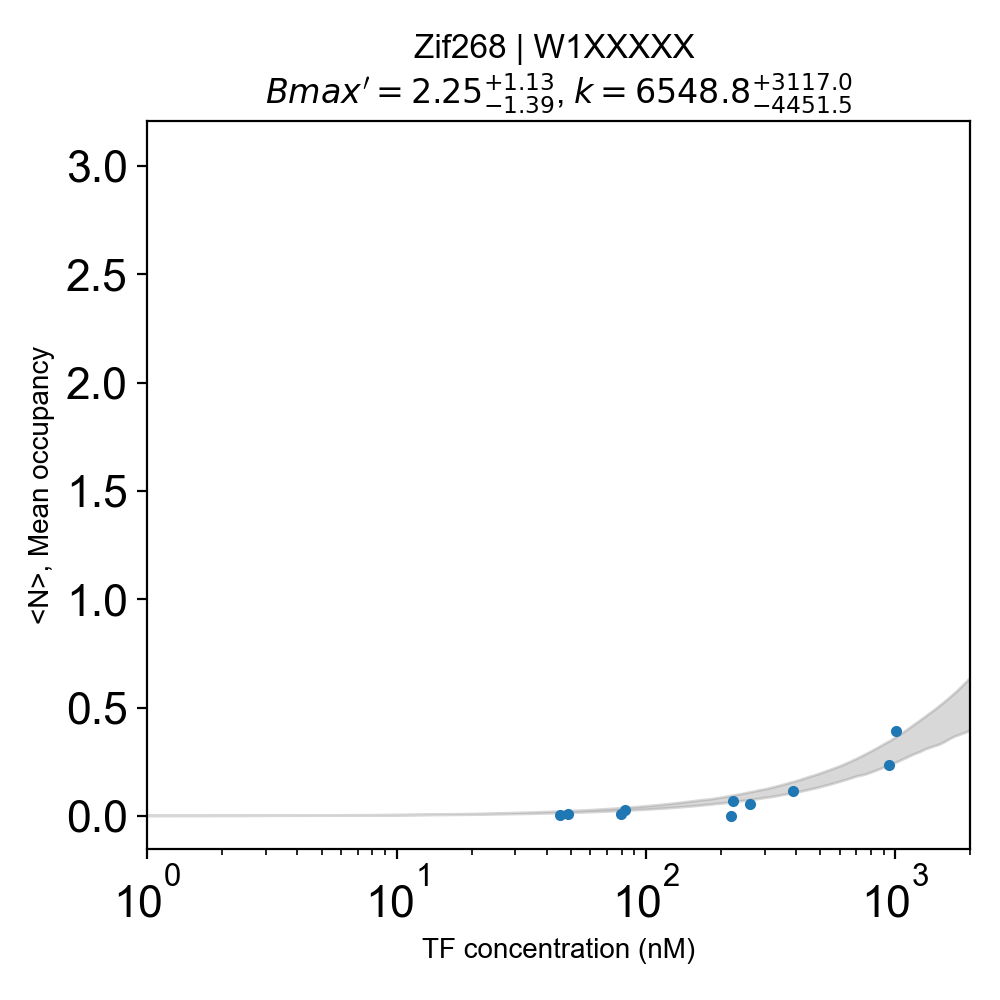 Zif268 | W1XXXXX
Bmax′ = 2.25 +1.13 −1.39, k = 6548.8 +3117.0 −4451.5
3.0
2.5
2.0
1.5
1.0
0.5
0.0
<N>, Mean occupancy
10^0 10^1 10^2 10^3
TF concentration (nM)